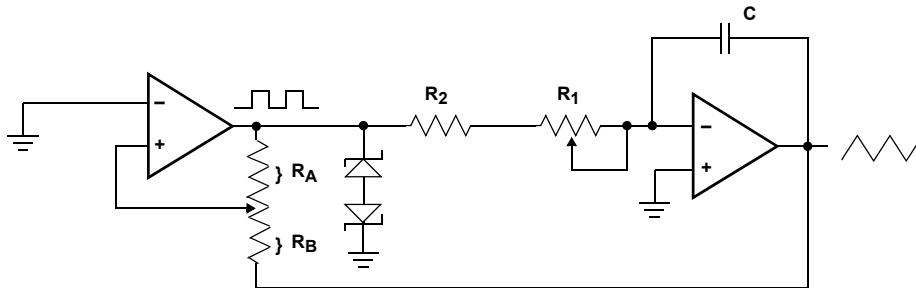 C
R2
R1
–
+
–
+
} RA
} RB